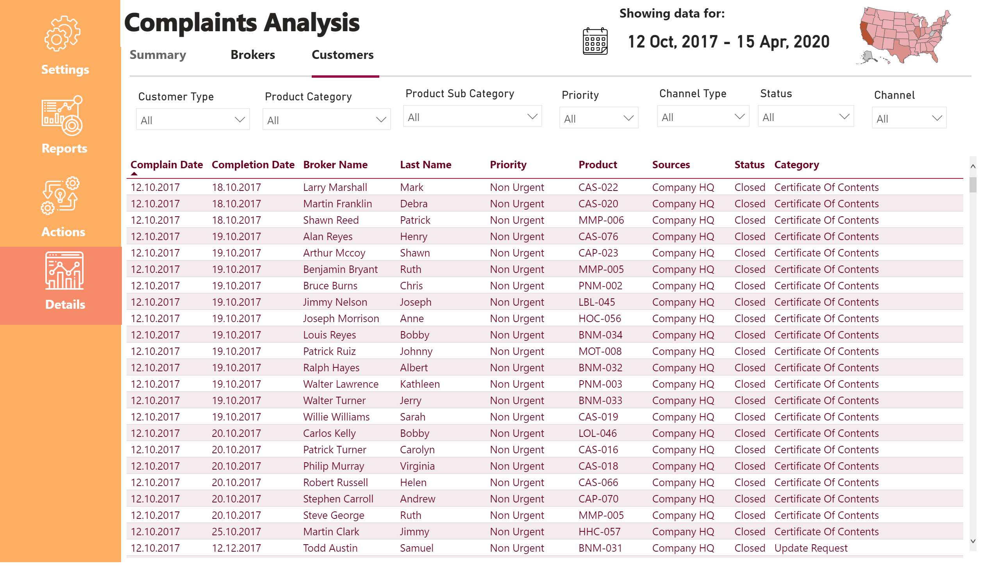 Complaints Analysis
Showing data for:
12 Oct, 2017 - 15 Apr, 2020
Summary Brokers Customers
Settings
Reports
Actions
Details
Customer Type Product Category Product Sub Category Priority Channel Type Status Channel
All All All All All All All
Complain Date Completion Date Broker Name Last Name Priority Product Sources Status Category
12.10.2017 18.10.2017 Larry Marshall Mark Non Urgent CAS-022 Company HQ Closed Certificate Of Contents
12.10.2017 18.10.2017 Martin Franklin Debra Non Urgent CAS-020 Company HQ Closed Certificate Of Contents
12.10.2017 18.10.2017 Shawn Reed Patrick Non Urgent MMP-006 Company HQ Closed Certificate Of Contents
12.10.2017 19.10.2017 Alan Reyes Henry Non Urgent CAS-076 Company HQ Closed Certificate Of Contents
12.10.2017 19.10.2017 Arthur Mccoy Shawn Non Urgent CAP-023 Company HQ Closed Certificate Of Contents
12.10.2017 19.10.2017 Benjamin Bryant Ruth Non Urgent MMP-005 Company HQ Closed Certificate Of Contents
12.10.2017 19.10.2017 Bruce Burns Chris Non Urgent PNM-002 Company HQ Closed Certificate Of Contents
12.10.2017 19.10.2017 Jimmy Nelson Joseph Non Urgent LBL-045 Company HQ Closed Certificate Of Contents
12.10.2017 19.10.2017 Joseph Morrison Anne Non Urgent HOC-056 Company HQ Closed Certificate Of Contents
12.10.2017 19.10.2017 Louis Reyes Bobby Non Urgent BNM-034 Company HQ Closed Certificate Of Contents
12.10.2017 19.10.2017 Patrick Ruiz Johnny Non Urgent MOT-008 Company HQ Closed Certificate Of Contents
12.10.2017 19.10.2017 Ralph Hayes Albert Non Urgent BNM-032 Company HQ Closed Certificate Of Contents
12.10.2017 19.10.2017 Walter Lawrence Kathleen Non Urgent PNM-003 Company HQ Closed Certificate Of Contents
12.10.2017 19.10.2017 Walter Turner Jerry Non Urgent BNM-033 Company HQ Closed Certificate Of Contents
12.10.2017 19.10.2017 Willie Williams Sarah Non Urgent CAS-019 Company HQ Closed Certificate Of Contents
12.10.2017 20.10.2017 Carlos Kelly Bobby Non Urgent LOL-046 Company HQ Closed Certificate Of Contents
12.10.2017 20.10.2017 Patrick Turner Carolyn Non Urgent CAS-016 Company HQ Closed Certificate Of Contents
12.10.2017 20.10.2017 Philip Murray Virginia Non Urgent CAS-018 Company HQ Closed Certificate Of Contents
12.10.2017 20.10.2017 Robert Russell Helen Non Urgent CAS-066 Company HQ Closed Certificate Of Contents
12.10.2017 20.10.2017 Stephen Carroll Andrew Non Urgent CAP-070 Company HQ Closed Certificate Of Contents
12.10.2017 20.10.2017 Steve George Ruth Non Urgent MMP-005 Company HQ Closed Certificate Of Contents
12.10.2017 25.10.2017 Martin Clark Jimmy Non Urgent HHC-057 Company HQ Closed Certificate Of Contents
12.10.2017 12.12.2017 Todd Austin Samuel Non Urgent BNM-031 Company HQ Closed Update Request